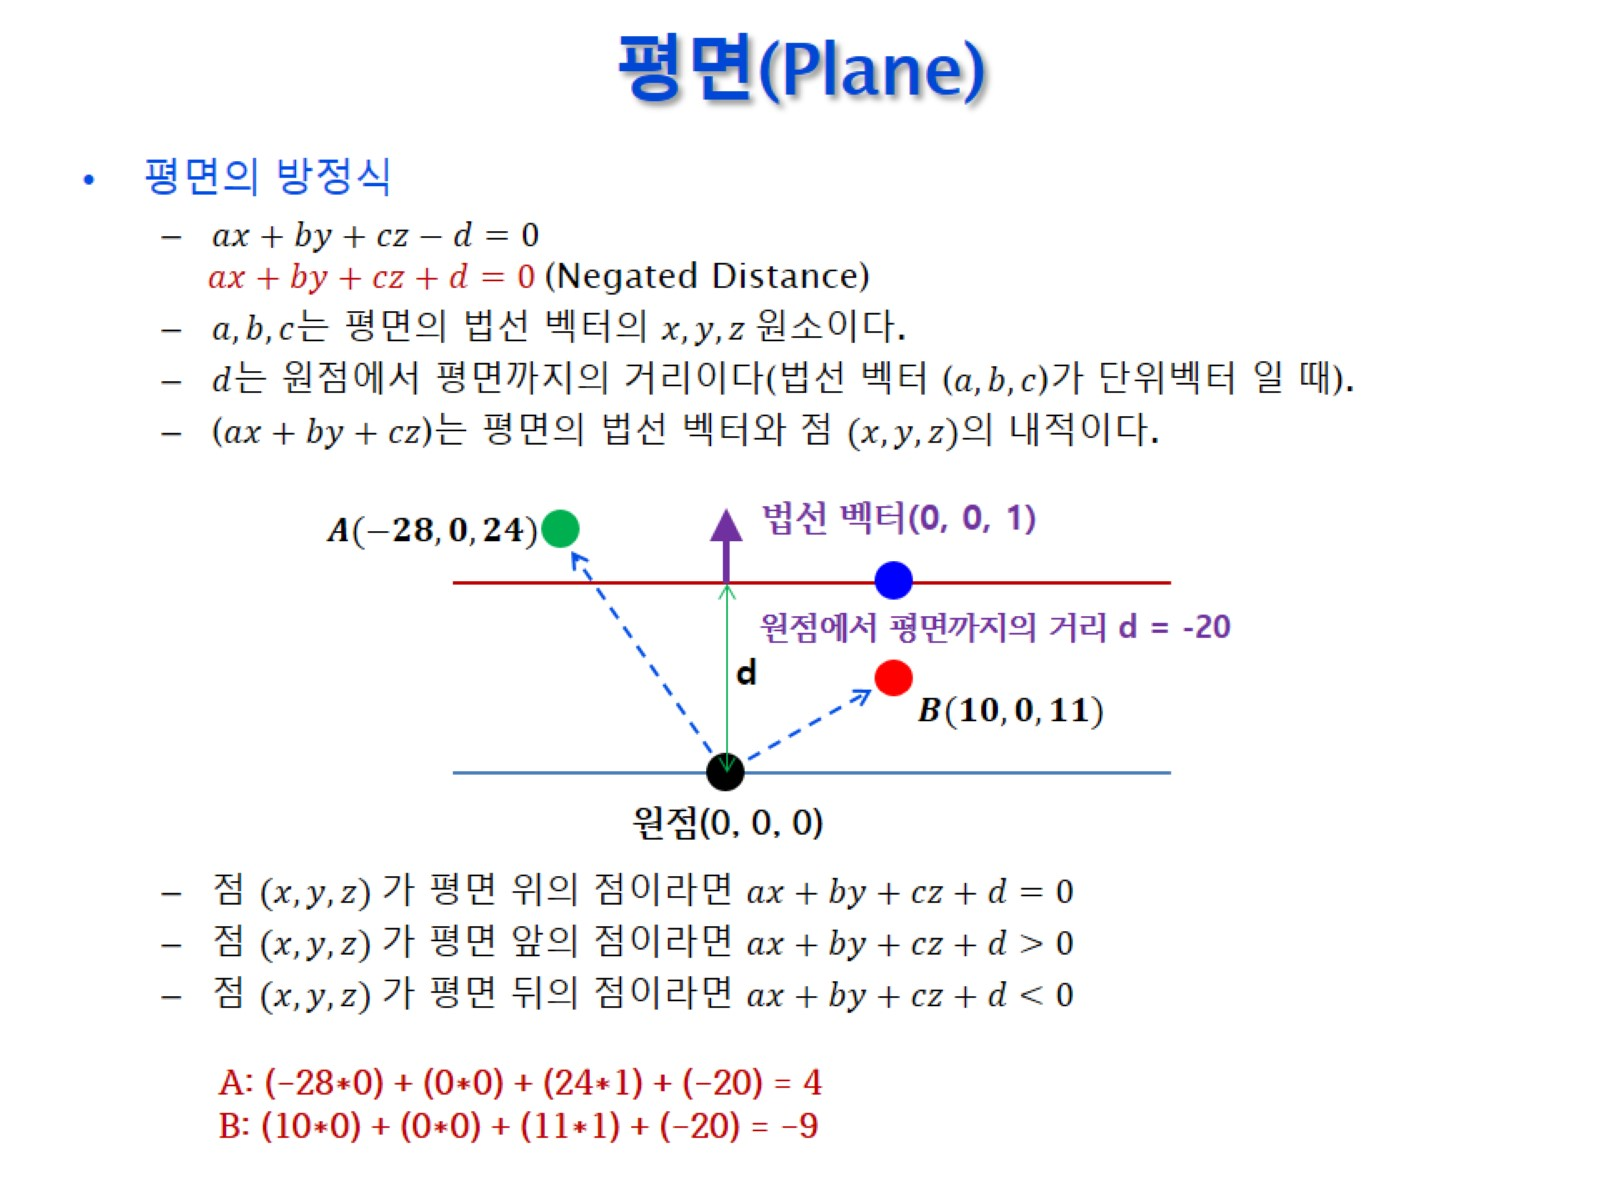 평면(Plane)
• 평면의 방정식
– ax + by + cz − d = 0
ax + by + cz + d = 0 (Negated Distance)
– a, b, c는 평면의 법선 벡터의 x, y, z 원소이다.
– d는 원점에서 평면까지의 거리이다(법선 벡터 (a, b, c)가 단위벡터 일 때).
– (ax + by + cz)는 평면의 법선 벡터와 점 (x, y, z)의 내적이다.
A(−28, 0, 24)
법선 벡터(0, 0, 1)
원점에서 평면까지의 거리 d = -20
d
B(10, 0, 11)
원점(0, 0, 0)
– 점 (x, y, z) 가 평면 위의 점이라면 ax + by + cz + d = 0
– 점 (x, y, z) 가 평면 앞의 점이라면 ax + by + cz + d > 0
– 점 (x, y, z) 가 평면 뒤의 점이라면 ax + by + cz + d < 0
A: (-28*0) + (0*0) + (24*1) + (-20) = 4
B: (10*0) + (0*0) + (11*1) + (-20) = -9